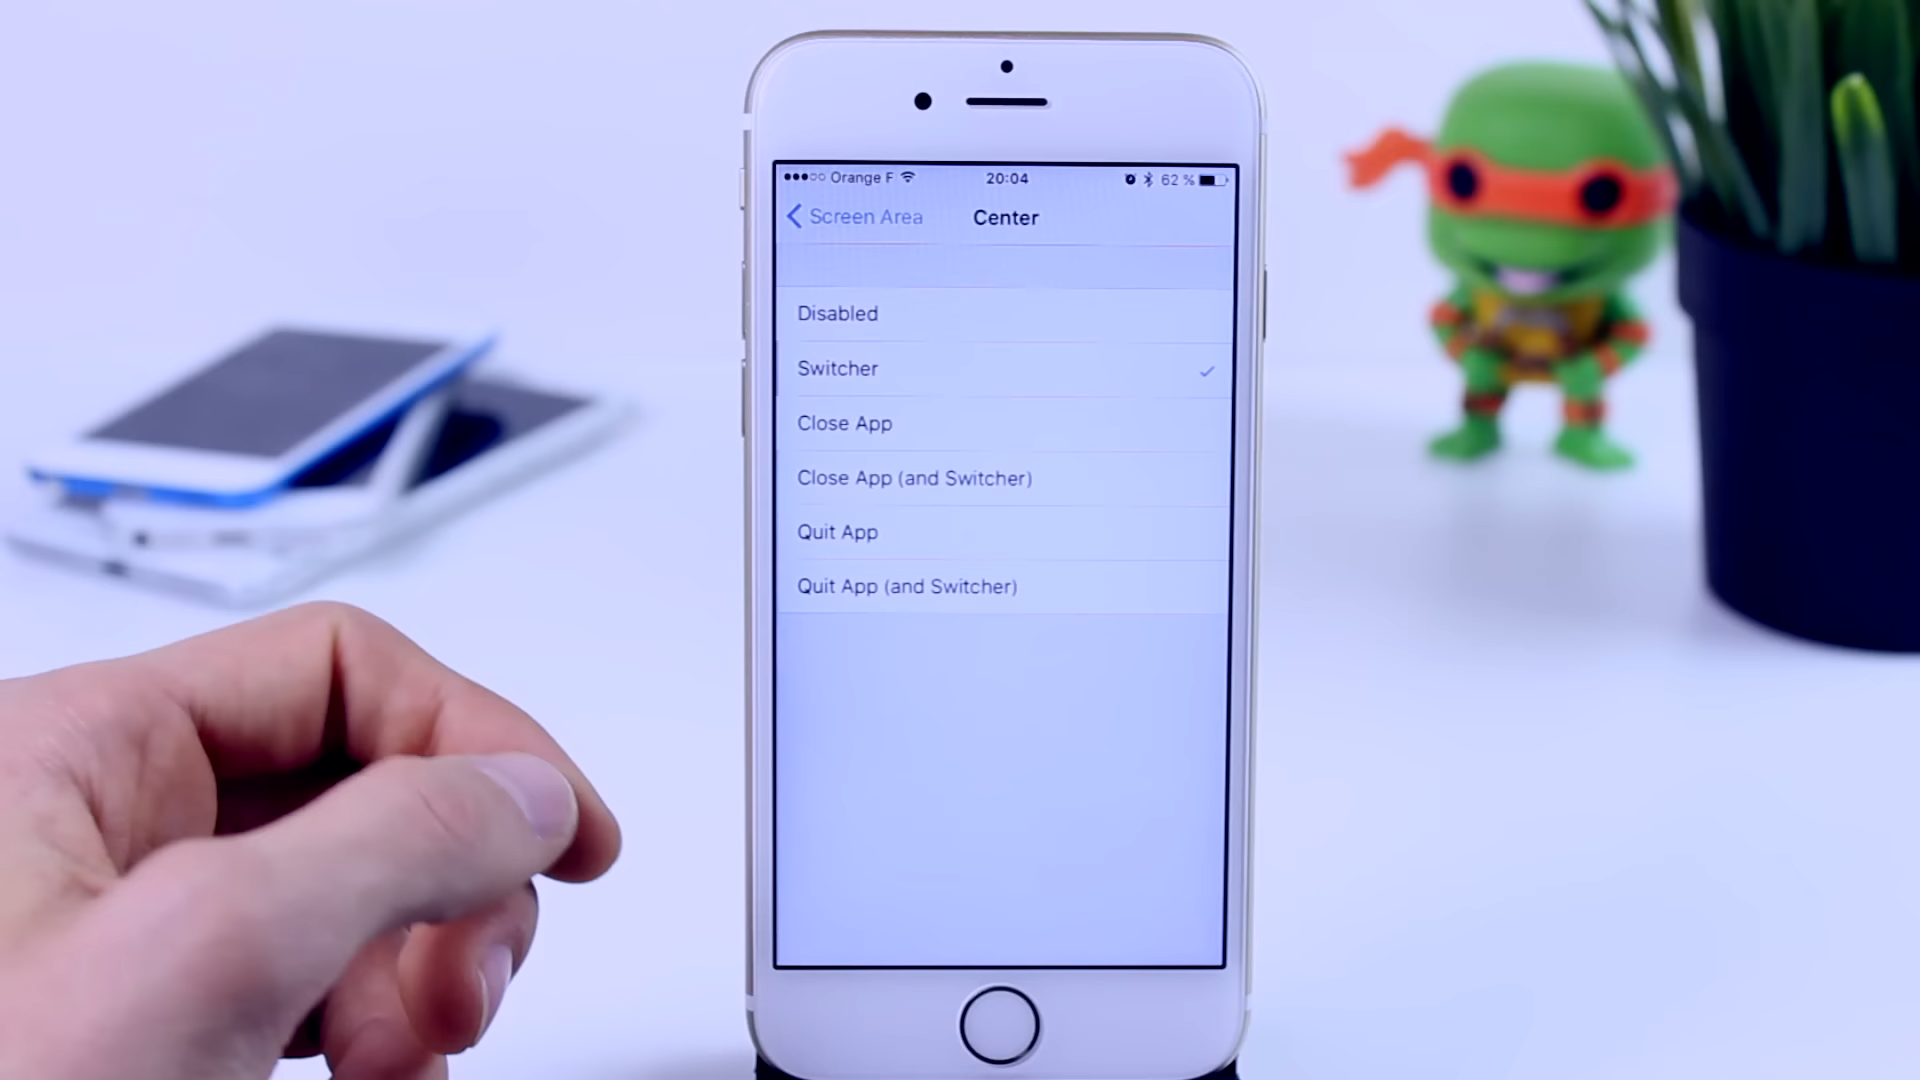 Orange F 20:04 62 %
Screen Area Center
Disabled
Switcher
Close App
Close App (and Switcher)
Quit App
Quit App (and Switcher)